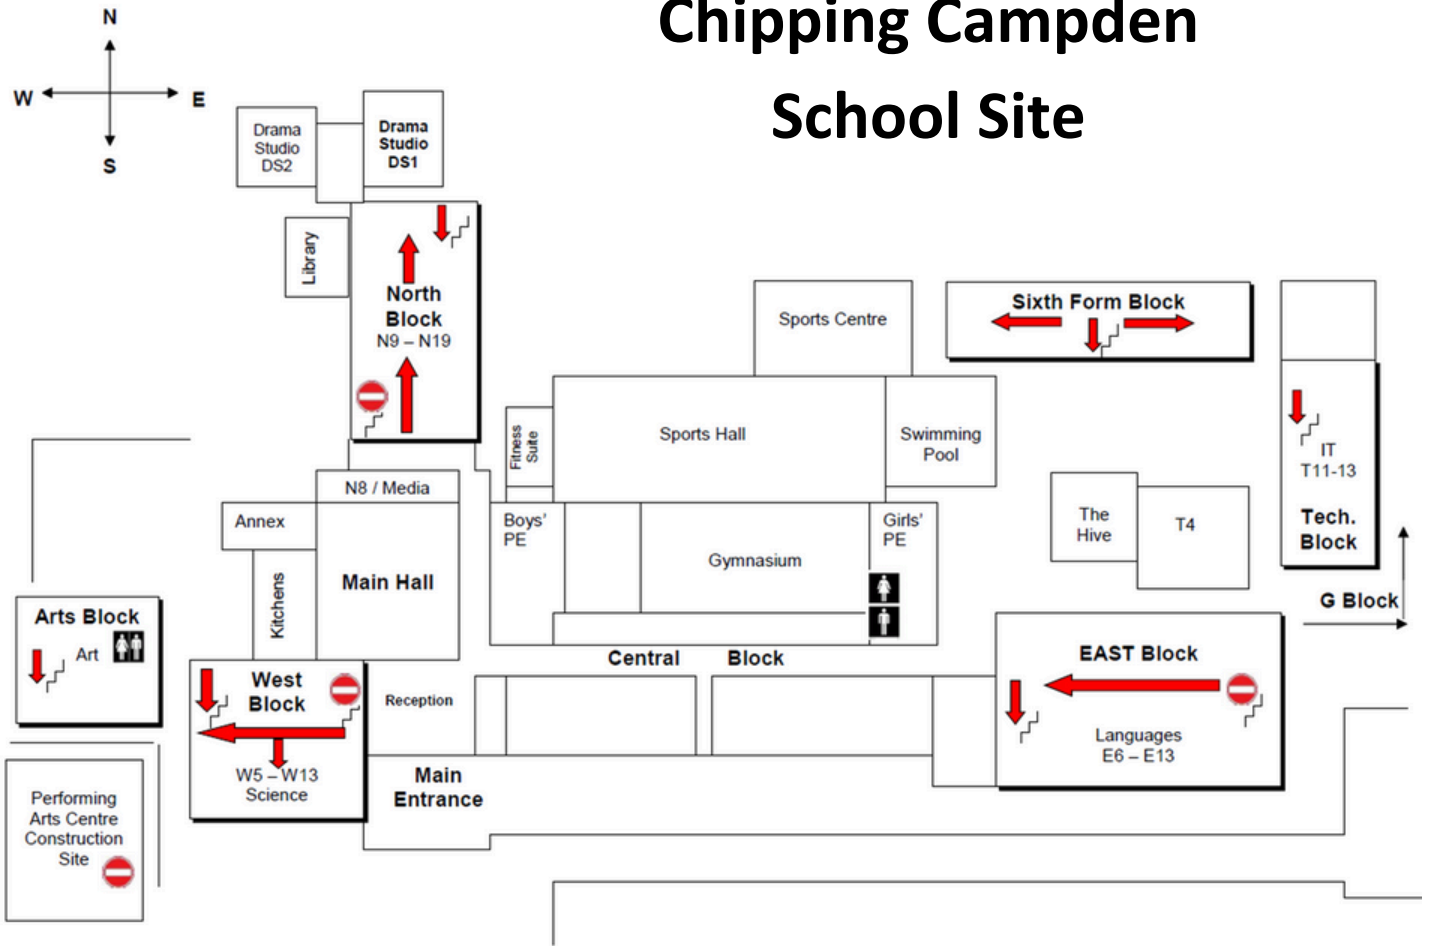 Chipping Campden
School Site
N
W
E
S
Drama
Studio
DS2
Drama
Studio
DS1
Library
North
Block
N9 – N19
Sports Centre
Sixth Form Block
Fitness
Suite
Sports Hall
Swimming
Pool
IT
T11-13
Tech.
Block
N8 / Media
Annex
Boys'
PE
Gymnasium
Girls'
PE
The
Hive
T4
Main Hall
Kitchens
G Block
Arts Block
Art
Central Block
EAST Block
Languages
E6 – E13
West
Block
W5 – W13
Science
Reception
Main
Entrance
Performing
Arts Centre
Construction
Site